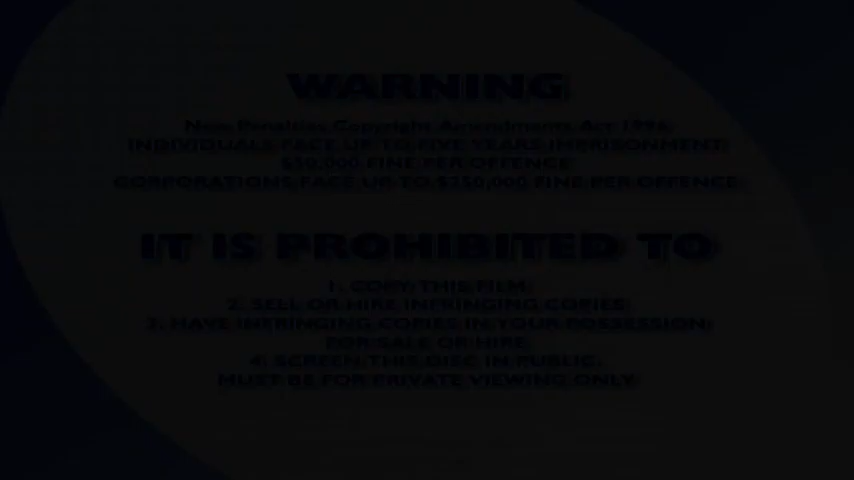 WARNING
New Penalties Copyright Amendments Act 1996
INDIVIDUALS FACE UP TO FIVE YEARS IMPRISONMENT
$50,000 FINE PER OFFENCE
CORPORATIONS FACE UP TO $250,000 FINE PER OFFENCE
IT IS PROHIBITED TO
1. COPY THIS FILM
2. SELL OR HIRE INFRINGING COPIES
3. HAVE INFRINGING COPIES IN YOUR POSSESSION
FOR SALE OR HIRE
4. SCREEN THIS DISC IN PUBLIC.
MUST BE FOR PRIVATE VIEWING ONLY